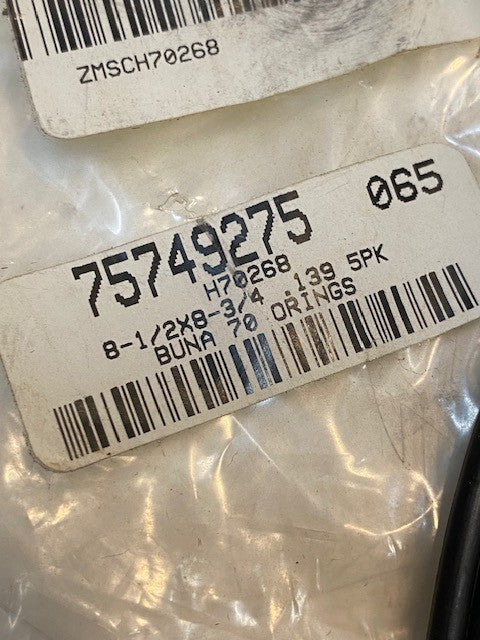 ZMSCH70268
75749275 065
H70268
8-1/2X8-3/4 .139 5PK
BUNA 70 ORINGS